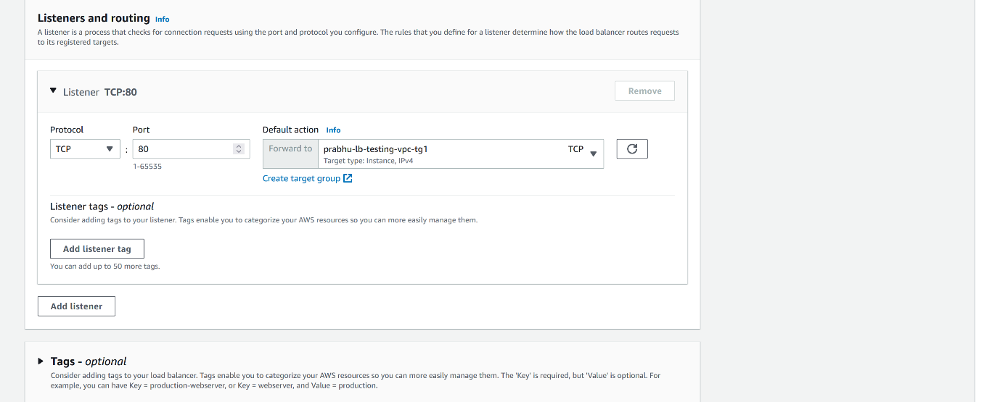 Listeners and routing Info
A listener is a process that checks for connection requests using the port and protocol you configure. The rules that you define for a listener determine how the load balancer routes requests
to its registered targets.
Listener TCP:80
Remove
Protocol
Port
Default action Info
TCP
:
80
Forward to
prabhu-lb-testing-vpc-tg1
TCP
Target type: Instance, IPv4
1-65535
Create target group
Listener tags - optional
Consider adding tags to your listener. Tags enable you to categorize your AWS resources so you can more easily manage them.
Add listener tag
You can add up to 50 more tags.
Add listener
Tags - optional
Consider adding tags to your load balancer. Tags enable you to categorize your AWS resources so you can more easily manage them. The 'Key' is required, but 'Value' is optional. For
example, you can have Key = production-webserver, or Key = webserver, and Value = production.